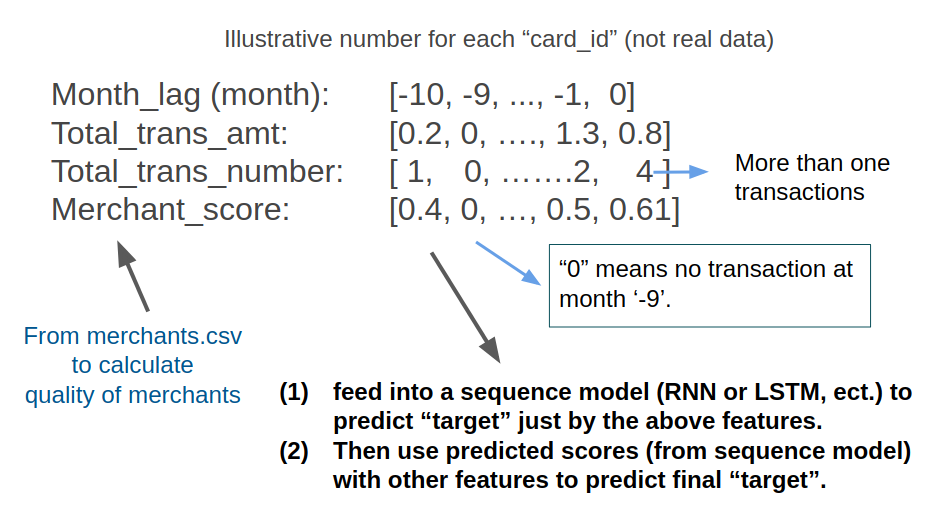 Illustrative number for each “card_id” (not real data)
Month_lag (month): [-10, -9, ..., -1, 0]
Total_trans_amt: [0.2, 0, …., 1.3, 0.8]
Total_trans_number: [ 1, 0, …….2, 4 ]
More than one
transactions
Merchant_score: [0.4, 0, …, 0.5, 0.61]
“0” means no transaction at
month ‘-9’.
From merchants.csv
to calculate
quality of merchants
(1) feed into a sequence model (RNN or LSTM, ect.) to
predict “target” just by the above features.
(2) Then use predicted scores (from sequence model)
with other features to predict final “target”.